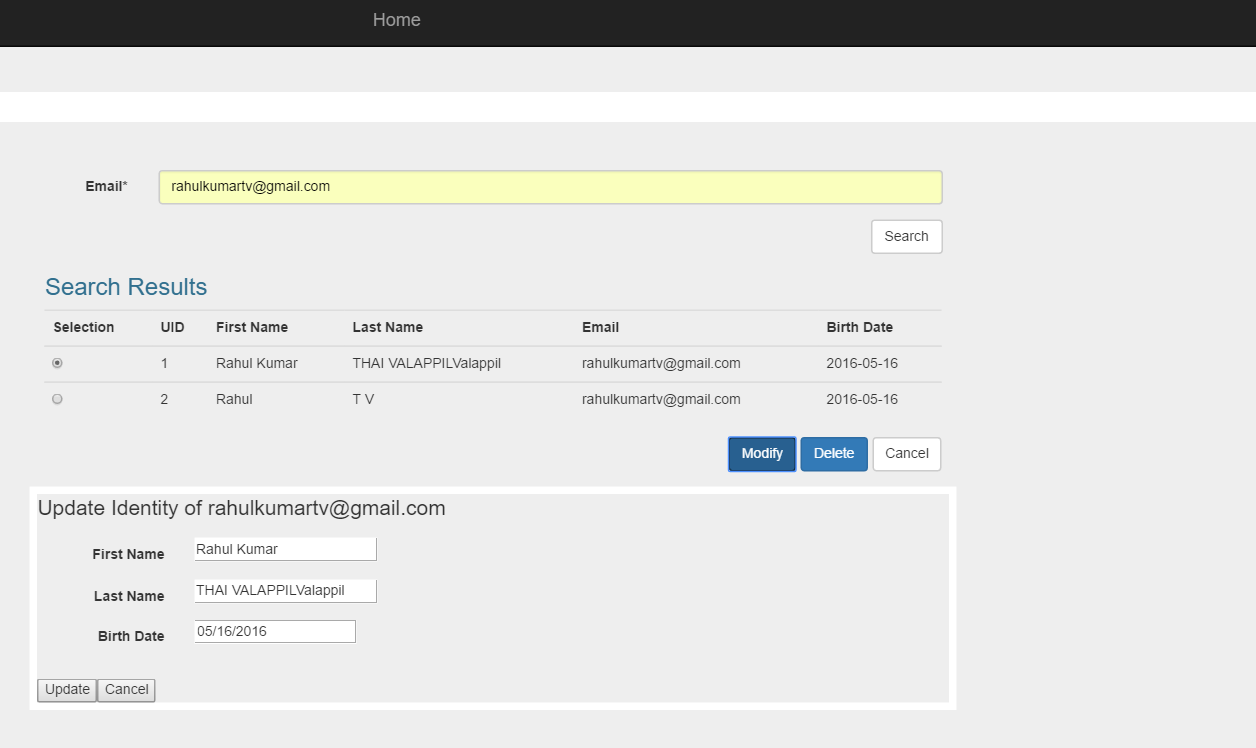 Home
Email* rahulkumartv@gmail.com
Search
Search Results
Selection UID First Name Last Name Email Birth Date
1 Rahul Kumar THAI VALAPPILValappil rahulkumartv@gmail.com 2016-05-16
2 Rahul T V rahulkumartv@gmail.com 2016-05-16
Modify Delete Cancel
Update Identity of rahulkumartv@gmail.com
First Name Rahul Kumar
Last Name THAI VALAPPILValappil
Birth Date 05/16/2016
Update Cancel